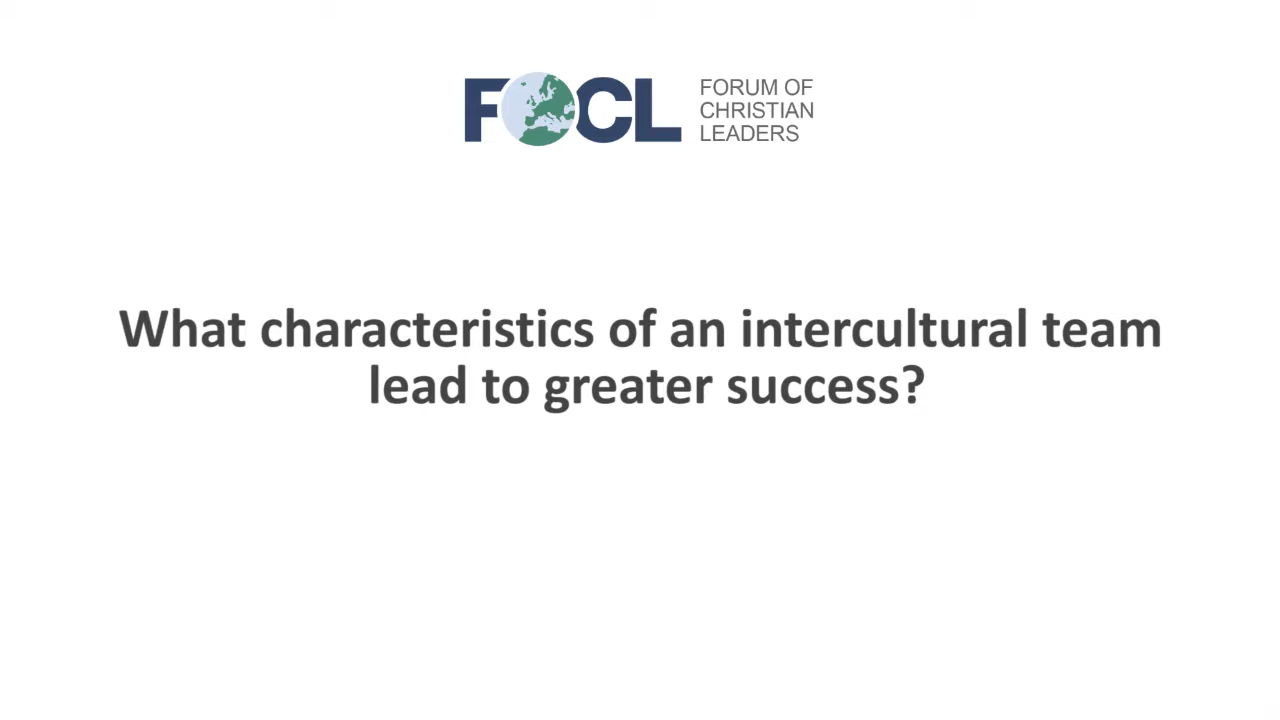 FOCL
FORUM OF
CHRISTIAN
LEADERS
What characteristics of an intercultural team
lead to greater success?